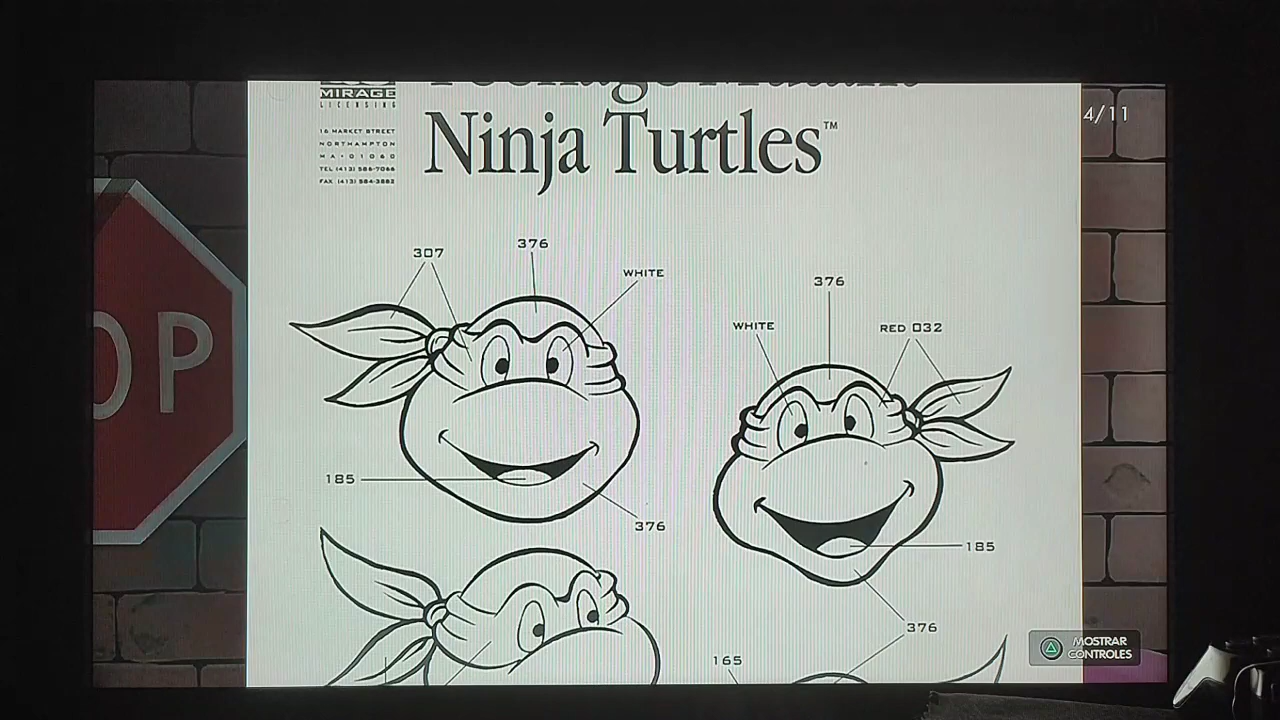 MIRAGE
LICENSING
16 MARKET STREET
NORTHAMPTON
MA • 01060
TEL (413) 586-7066
FAX (413) 584-3882
Ninja Turtles™
4/11
OP
307
376
WHITE
376
WHITE
RED 032
185
376
185
376
165
MOSTRAR
CONTROLES